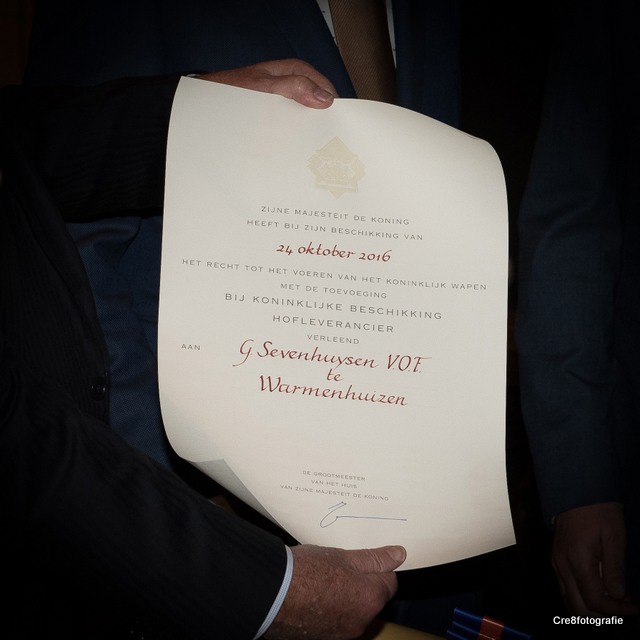 ZIJNE MAJESTEIT DE KONING
HEEFT BIJ ZIJN BESCHIKKING VAN
24 oktober 2016
HET RECHT TOT HET VOEREN VAN HET KONINKLIJK WAPEN
MET DE TOEVOEGING
BIJ KONINKLIJKE BESCHIKKING
HOFLEVERANCIER
VERLEEND
AAN G Sevenhuysen V.O.F.
te
Warmenhuizen
DE GROOTMEESTER
VAN HET HUIS
VAN ZIJNE MAJESTEIT DE KONING
Cre8fotografie